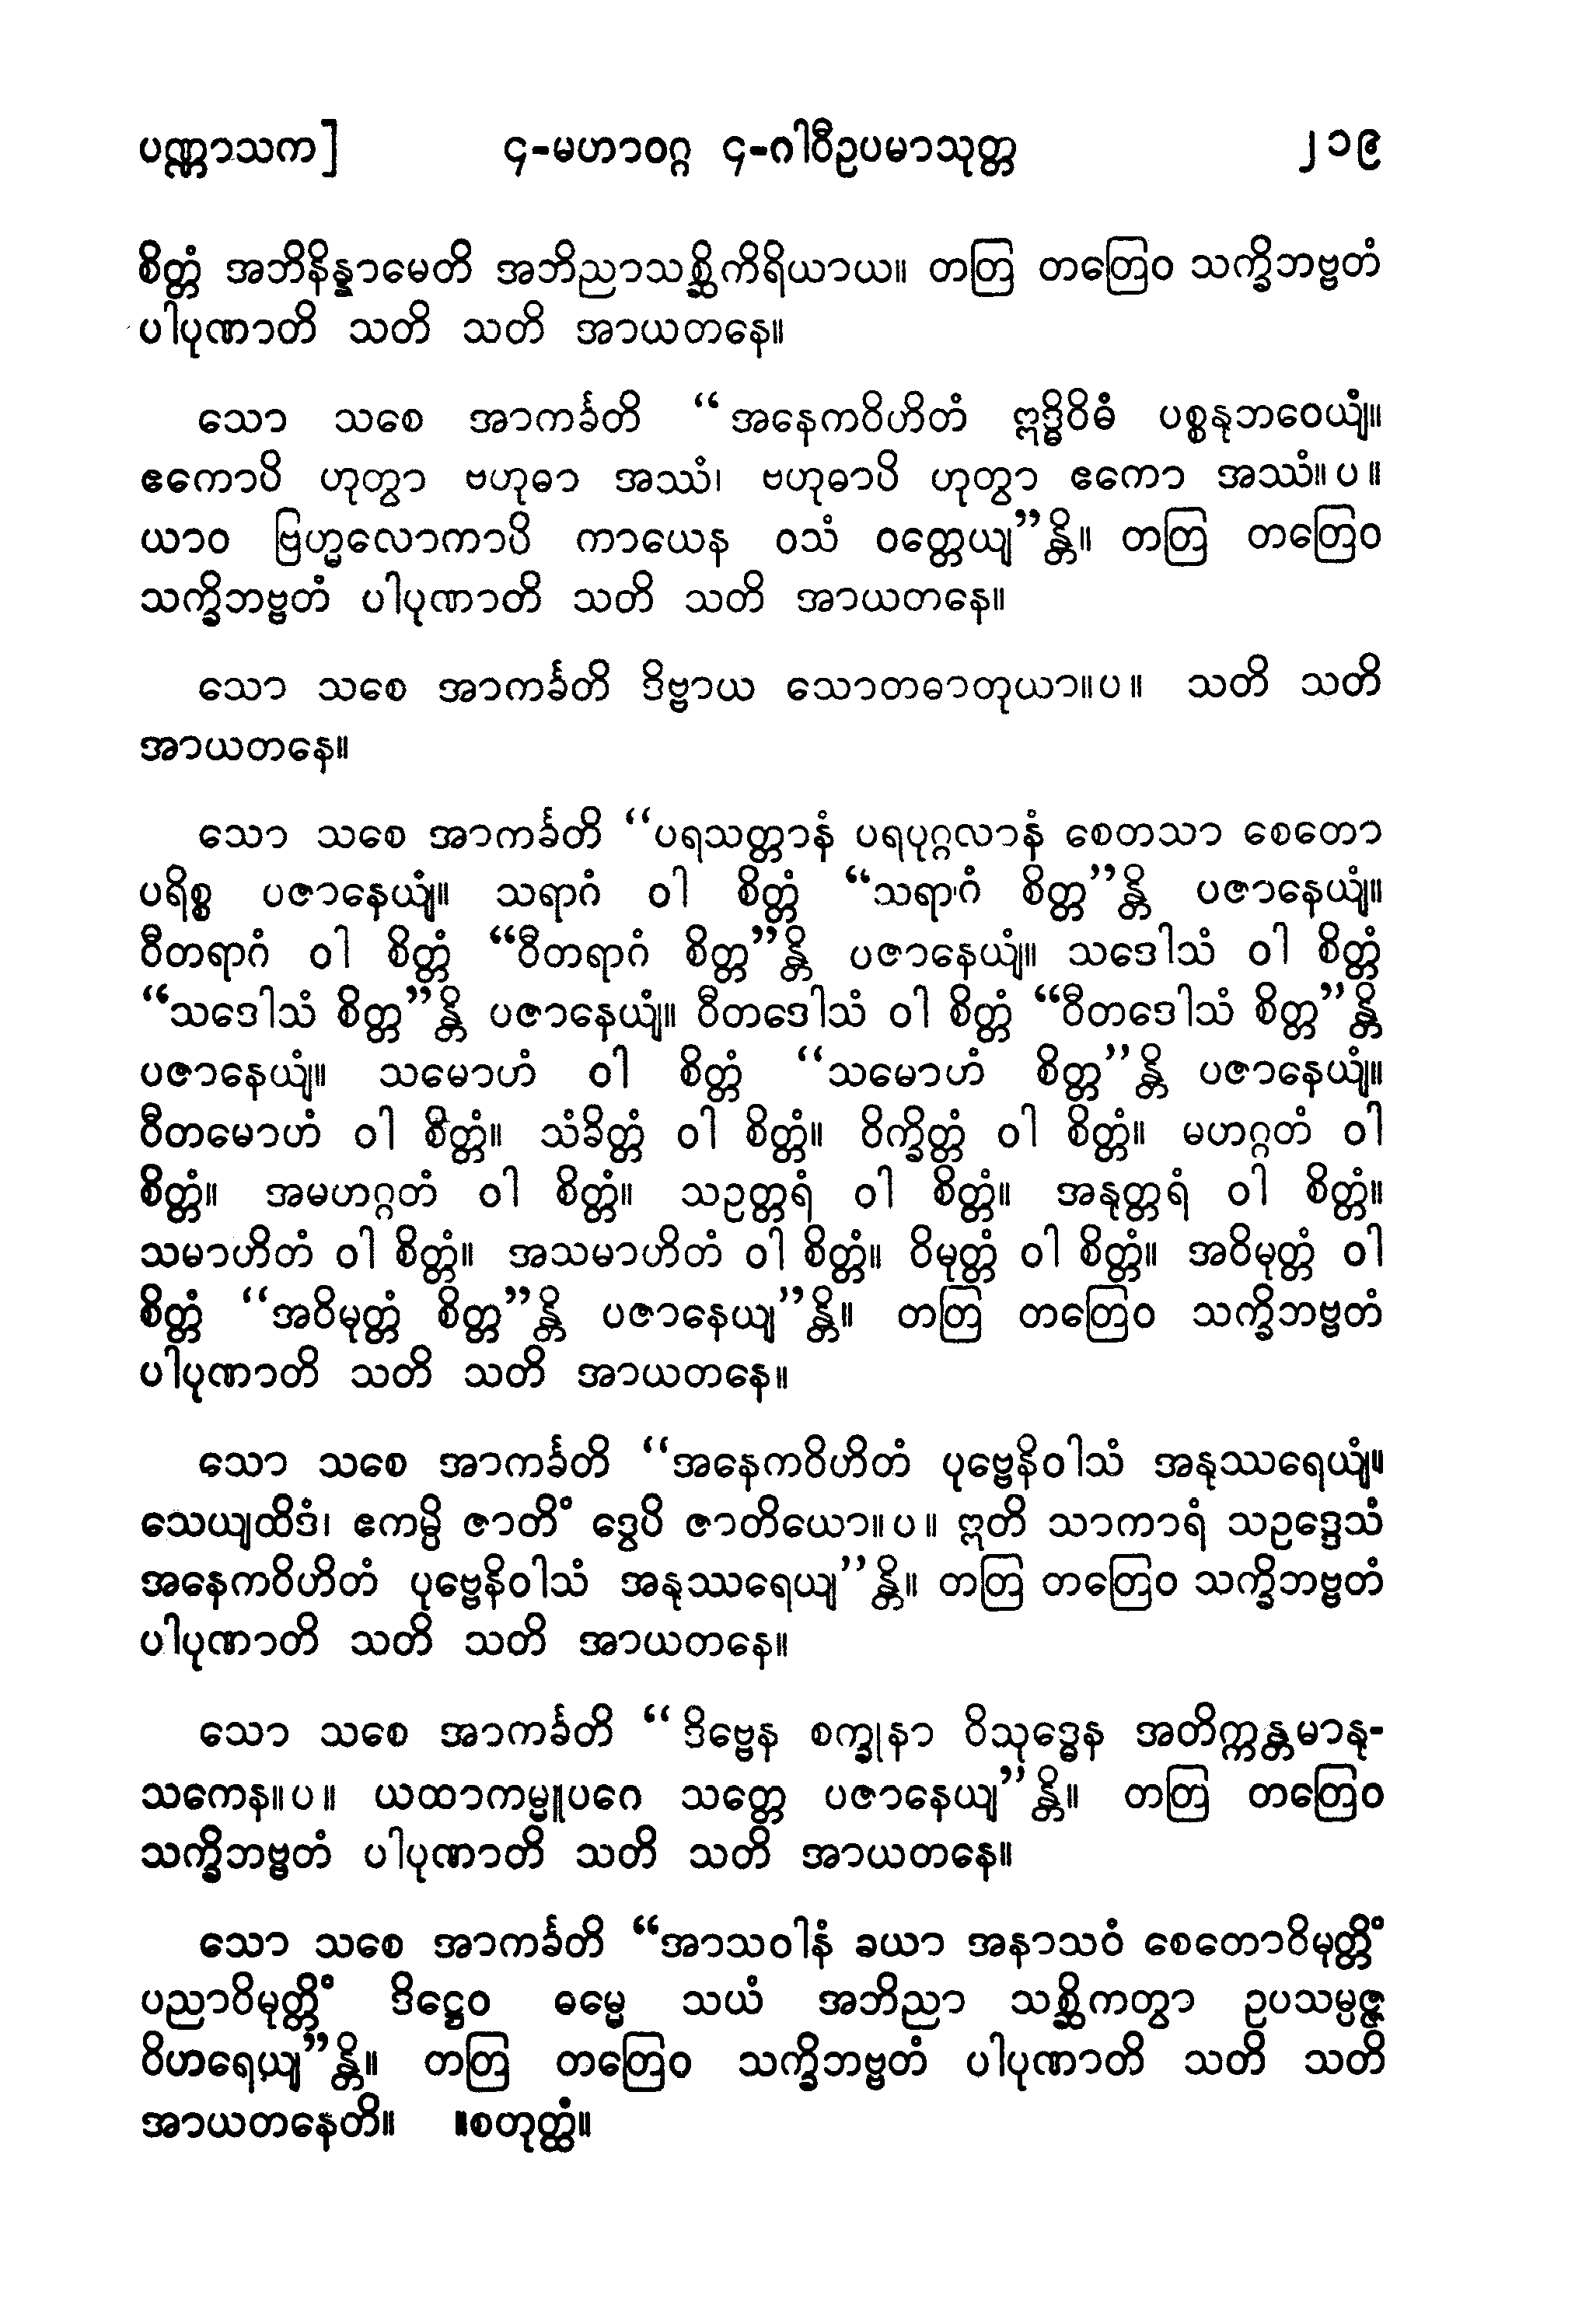 ပဏ္ဏာသက] ၄-မဟာဝဂ္ဂ ၄-ဂါဝီဥပမာသုတ္တ ၂၁၉
စိတ္တံ အဘိနိန္နာမေတိ အဘိညာသစ္ဆိကိရိယာယ။ တတြ တတြေဝ သက္ခိဘဗ္ဗတံ
ပါပုဏာတိ သတိ သတိ အာယတနေ။
သော သစေ အာကင်္ခတိ “အနေကဝိဟိတံ ဣဒ္ဓိဝိဓံ ပစ္စနုဘဝေယျံ။
ဧကောပိ ဟုတွာ ဗဟုဓာ အဿံ၊ ဗဟုဓာပိ ဟုတွာ ဧကော အဿံ။ပ။
ယာဝ ဗြဟ္မလောကာပိ ကာယေန ဝသံ ဝတ္တေယျ”န္တိ။ တတြ တတြေဝ
သက္ခိဘဗ္ဗတံ ပါပုဏာတိ သတိ သတိ အာယတနေ။
သော သစေ အာကင်္ခတိ ဒိဗ္ဗာယ သောတဓာတုယာ။ပ။ သတိ သတိ
အာယတနေ။
သော သစေ အာကင်္ခတိ “ပရသတ္တာနံ ပရပုဂ္ဂလာနံ စေတသာ စေတော
ပရိစ္စ ပဇာနေယျံ။ သရာဂံ ဝါ စိတ္တံ “သရာဂံ စိတ္တ”န္တိ ပဇာနေယျံ။
ဝီတရာဂံ ဝါ စိတ္တံ “ဝီတရာဂံ စိတ္တ”န္တိ ပဇာနေယျံ။ သဒေါသံ ဝါ စိတ္တံ
“သဒေါသံ စိတ္တ”န္တိ ပဇာနေယျံ။ ဝီတဒေါသံ ဝါ စိတ္တံ “ဝီတဒေါသံ စိတ္တ”န္တိ
ပဇာနေယျံ။ သမောဟံ ဝါ စိတ္တံ “သမောဟံ စိတ္တ”န္တိ ပဇာနေယျံ။
ဝီတမောဟံ ဝါ စိတ္တံ။ သံခိတ္တံ ဝါ စိတ္တံ။ ဝိက္ခိတ္တံ ဝါ စိတ္တံ။ မဟဂ္ဂတံ ဝါ
စိတ္တံ။ အမဟဂ္ဂတံ ဝါ စိတ္တံ။ သဥတ္တရံ ဝါ စိတ္တံ။ အနုတ္တရံ ဝါ စိတ္တံ။
သမာဟိတံ ဝါ စိတ္တံ။ အသမာဟိတံ ဝါ စိတ္တံ။ ဝိမုတ္တံ ဝါ စိတ္တံ။ အဝိမုတ္တံ ဝါ
စိတ္တံ “အဝိမုတ္တံ စိတ္တ”န္တိ ပဇာနေယျ”န္တိ။ တတြ တတြေဝ သက္ခိဘဗ္ဗတံ
ပါပုဏာတိ သတိ သတိ အာယတနေ။
သော သစေ အာကင်္ခတိ “အနေကဝိဟိတံ ပုဗ္ဗေနိဝါသံ အနုဿရေယျံ။
သေယျထိဒံ၊ ဧကမ္ပိ ဇာတိံ ဒွေပိ ဇာတိယော။ပ။ ဣတိ သာကာရံ သဥဒ္ဒေသံ
အနေကဝိဟိတံ ပုဗ္ဗေနိဝါသံ အနုဿရေယျ”န္တိ။ တတြ တတြေဝ သက္ခိဘဗ္ဗတံ
ပါပုဏာတိ သတိ သတိ အာယတနေ။
သော သစေ အာကင်္ခတိ “ဒိဗ္ဗေန စက္ခုနာ ဝိသုဒ္ဓေန အတိက္ကန္တမာနု-
သကေန။ပ။ ယထာကမ္မူပဂေ သတ္တေ ပဇာနေယျ”န္တိ။ တတြ တတြေဝ
သက္ခိဘဗ္ဗတံ ပါပုဏာတိ သတိ သတိ အာယတနေ။
သော သစေ အာကင်္ခတိ “အာသဝါနံ ခယာ အနာသဝံ စေတောဝိမုတ္တိံ
ပညာဝိမုတ္တိံ ဒိဋ္ဌေဝ ဓမ္မေ သယံ အဘိညာ သစ္ဆိကတွာ ဥပသမ္ပဇ္ဇ
ဝိဟရေယျ”န္တိ။ တတြ တတြေဝ သက္ခိဘဗ္ဗတံ ပါပုဏာတိ သတိ သတိ
အာယတနေတိ။ ။စတုတ္ထံ။